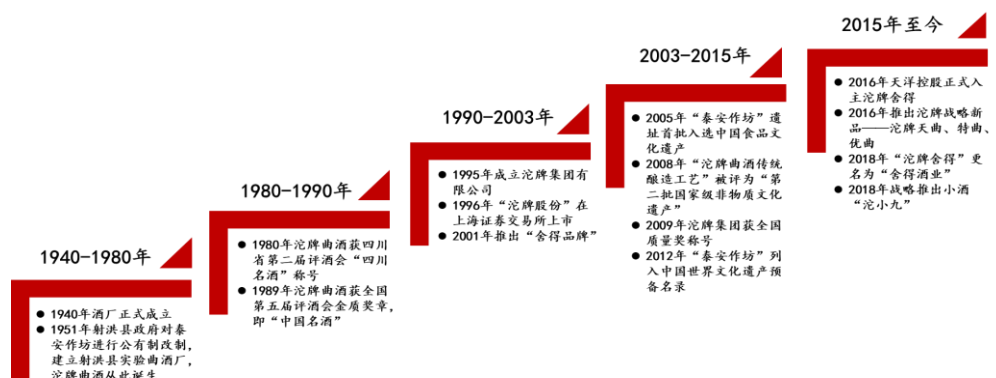 1940-1980年
● 1940年酒厂正式成立
● 1951年射洪县政府对泰
安作坊进行公有制改制,
建立射洪县实验曲酒厂,
沱牌曲酒从此诞生
1980-1990年
● 1980年沱牌曲酒获四川
省第二届评酒会“四川
名酒”称号
● 1989年沱牌曲酒获全国
第五届评酒会金质奖章,
即“中国名酒”
1990-2003年
● 1995年成立沱牌集团有
限公司
● 1996年“沱牌股份”在
上海证券交易所上市
● 2001年推出“舍得品牌”
2003-2015年
● 2005年“泰安作坊”遗
址首批入选中国食品文
化遗产
● 2008年“沱牌曲酒传统
酿造工艺”被评为“第
二批国家级非物质文化
遗产”
● 2009年沱牌集团获全国
质量奖称号
● 2012年“泰安作坊”列
入中国世界文化遗产预
备名录
2015年至今
● 2016年天洋控股正式入
主沱牌舍得
● 2016年推出沱牌战略新
品——沱牌天曲、特曲、
优曲
● 2018年“沱牌舍得”更
名为“舍得酒业”
● 2018年战略推出小酒
“沱小九”